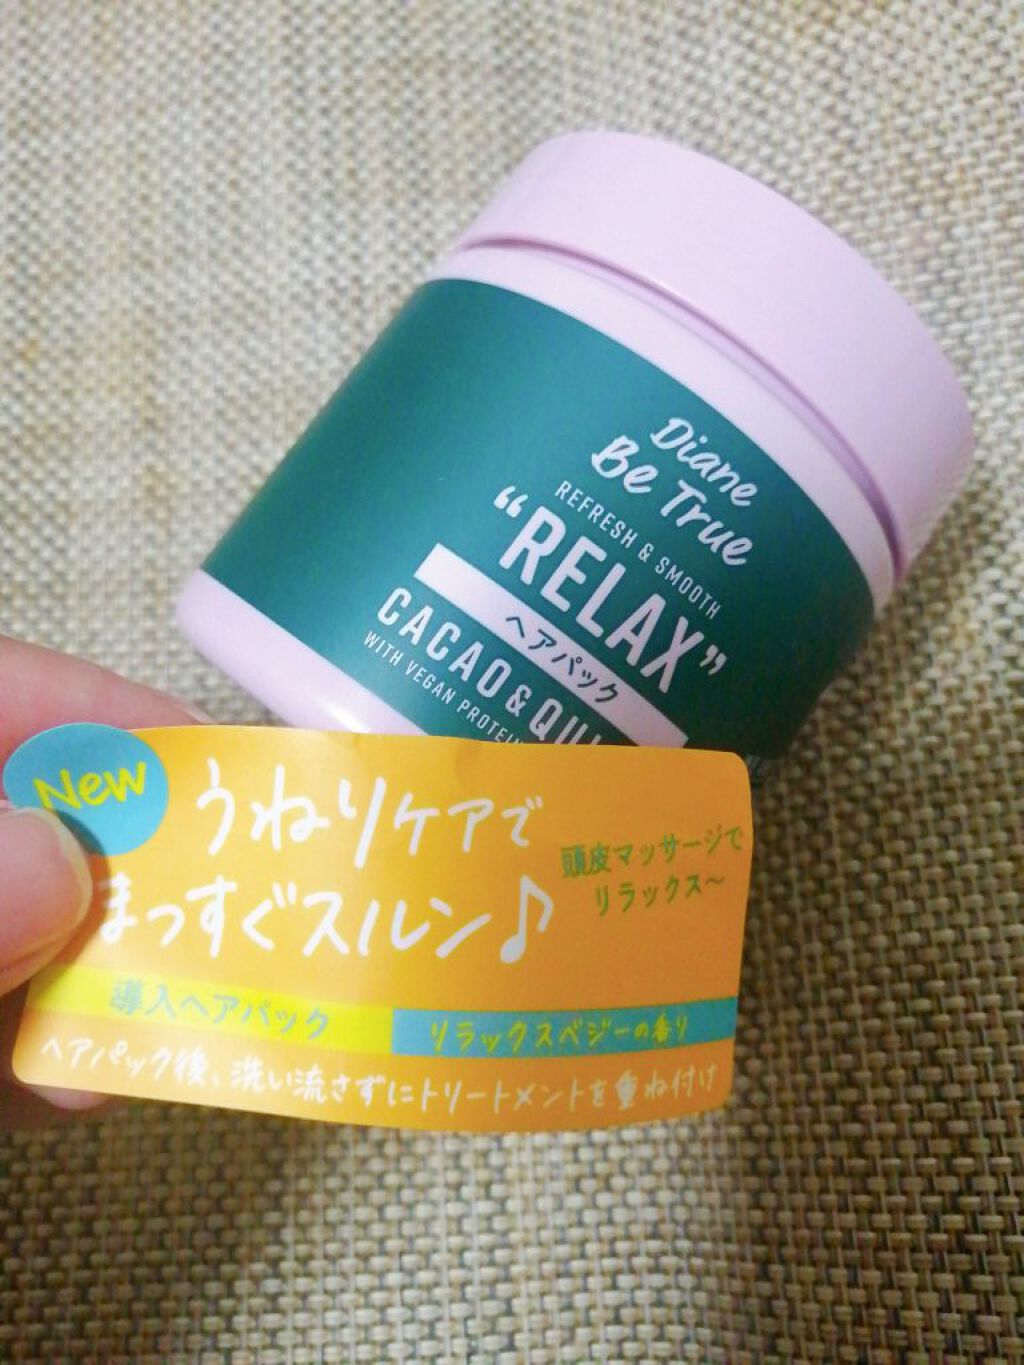 Diane
Be True
REFRESH & SMOOTH
"RELAX"
ヘアパック
CACAO &
WITH VEGAN PROTEIN
New
うねりケアで
まっすぐスルン♪
頭皮マッサージで
リラックス〜
導入ヘアパック
リラックスベジーの香り
ヘアパック後、洗い流さずにトリートメントを重ね付け